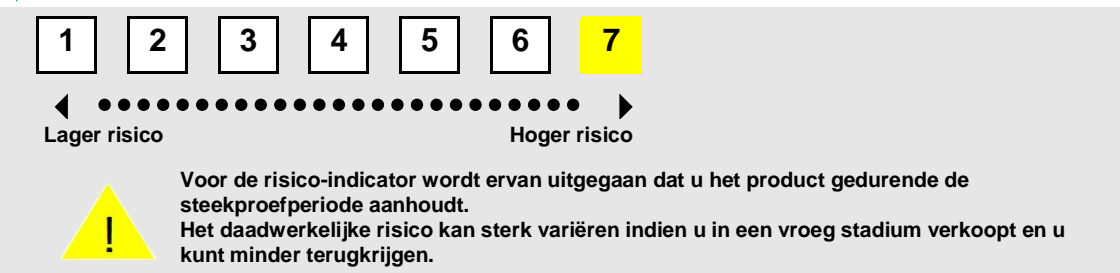 1 2 3 4 5 6 7
Lager risico Hoger risico
Voor de risico-indicator wordt ervan uitgegaan dat u het product gedurende de
steekproefperiode aanhoudt.
!
Het daadwerkelijke risico kan sterk variëren indien u in een vroeg stadium verkoopt en u
kunt minder terugkrijgen.